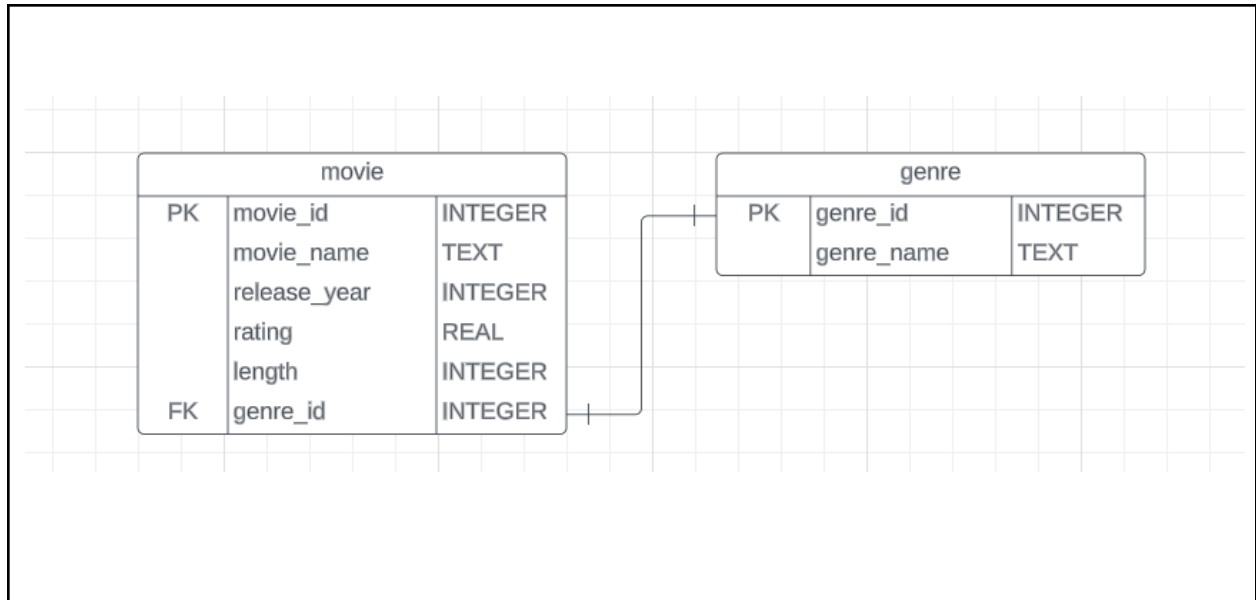 movie
PK movie_id INTEGER
movie_name TEXT
release_year INTEGER
rating REAL
length INTEGER
FK genre_id INTEGER
genre
PK genre_id INTEGER
genre_name TEXT